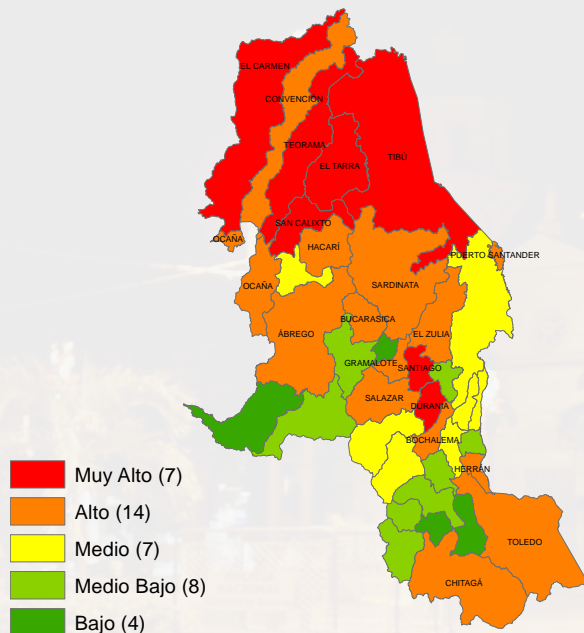 EL CARMEN
CONVENCIÓN
TEORAMA
EL TARRA
TIBÚ
SAN CALIXTO
OCAÑA
HACARÍ
PUERTO SANTANDER
OCAÑA
SARDINATA
BUCARASICA
ÁBREGO
EL ZULIA
GRAMALOTE
SANTIAGO
SALAZAR
DURANIA
BOCHALEMA
HERRÁN
TOLEDO
CHITAGÁ
Muy Alto (7)
Alto (14)
Medio (7)
Medio Bajo (8)
Bajo (4)